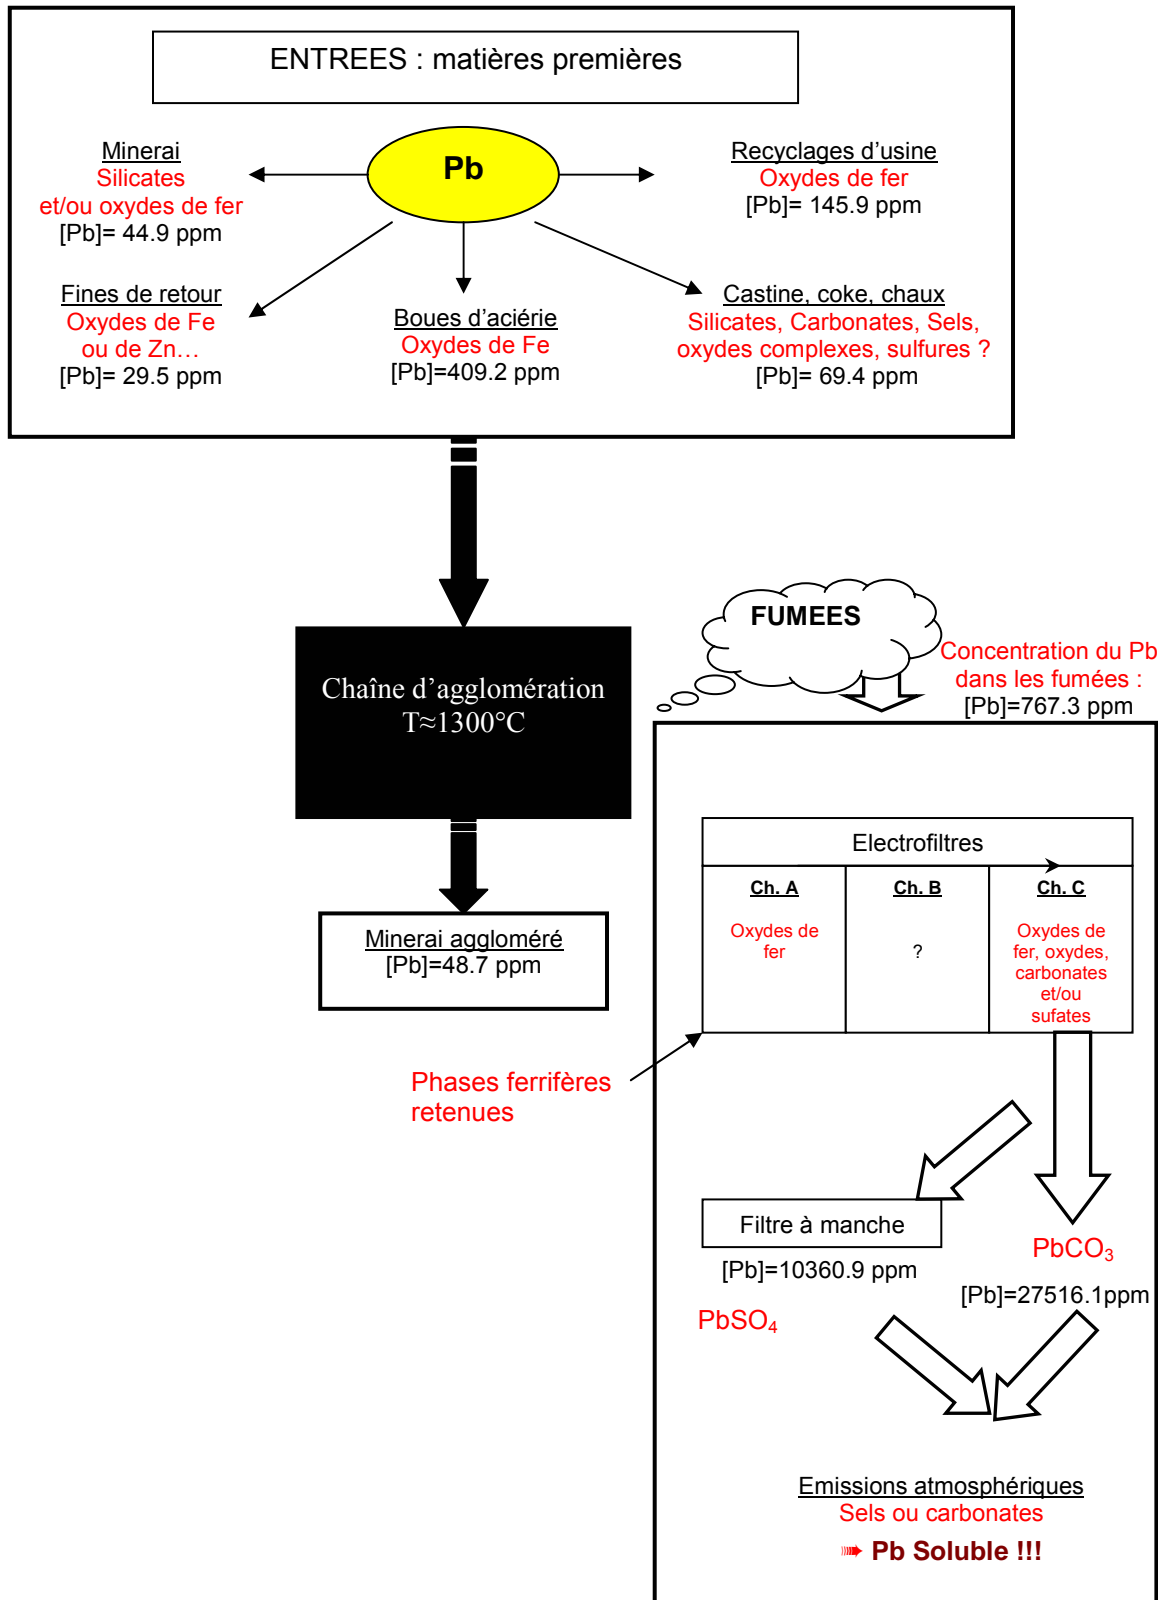 ENTREES : matières premières
Pb
Minerai
Silicates
et/ou oxydes de fer
[Pb]= 44.9 ppm
Recyclages d'usine
Oxydes de fer
[Pb]= 145.9 ppm
Fines de retour
Oxydes de Fe
ou de Zn…
[Pb]= 29.5 ppm
Boues d'aciérie
Oxydes de Fe
[Pb]=409.2 ppm
Castine, coke, chaux
Silicates, Carbonates, Sels,
oxydes complexes, sulfures ?
[Pb]= 69.4 ppm
Chaîne d'agglomération
T≈1300°C
FUMEES
Concentration du Pb
dans les fumées :
[Pb]=767.3 ppm
Minerai aggloméré
[Pb]=48.7 ppm
Electrofiltres
Ch. A
Oxydes de
fer
Ch. B
?
Ch. C
Oxydes de
fer, oxydes,
carbonates
et/ou
sufates
Phases ferrifères
retenues
Filtre à manche
[Pb]=10360.9 ppm
PbSO₄
PbCO₃
[Pb]=27516.1ppm
Emissions atmosphériques
Sels ou carbonates
➠ Pb Soluble !!!